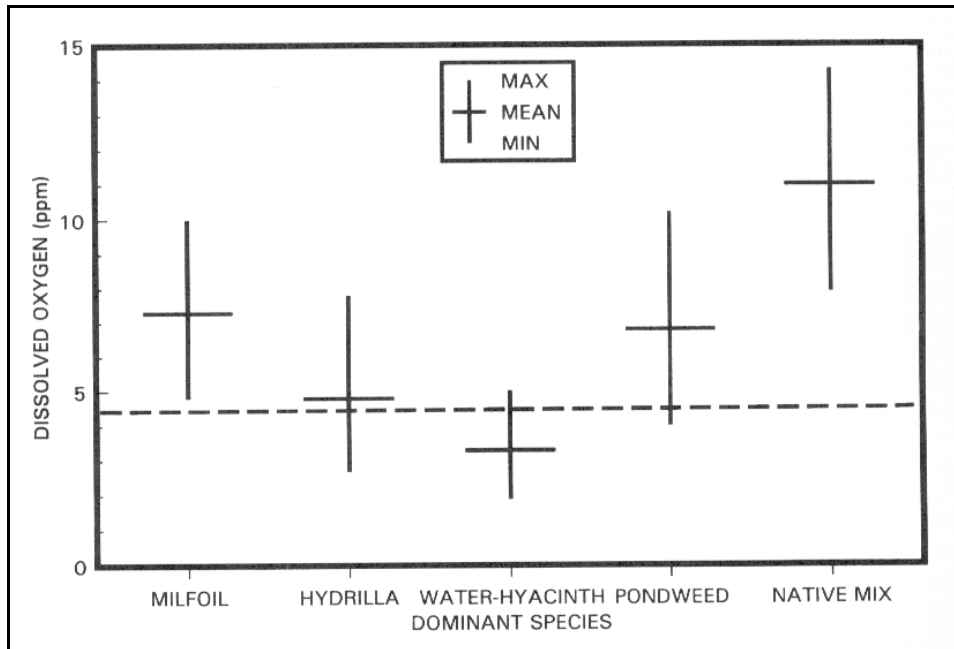 15
10
5
0
DISSOLVED OXYGEN (ppm)
MAX
MEAN
MIN
MILFOIL HYDRILLA WATER-HYACINTH PONDWEED NATIVE MIX
DOMINANT SPECIES